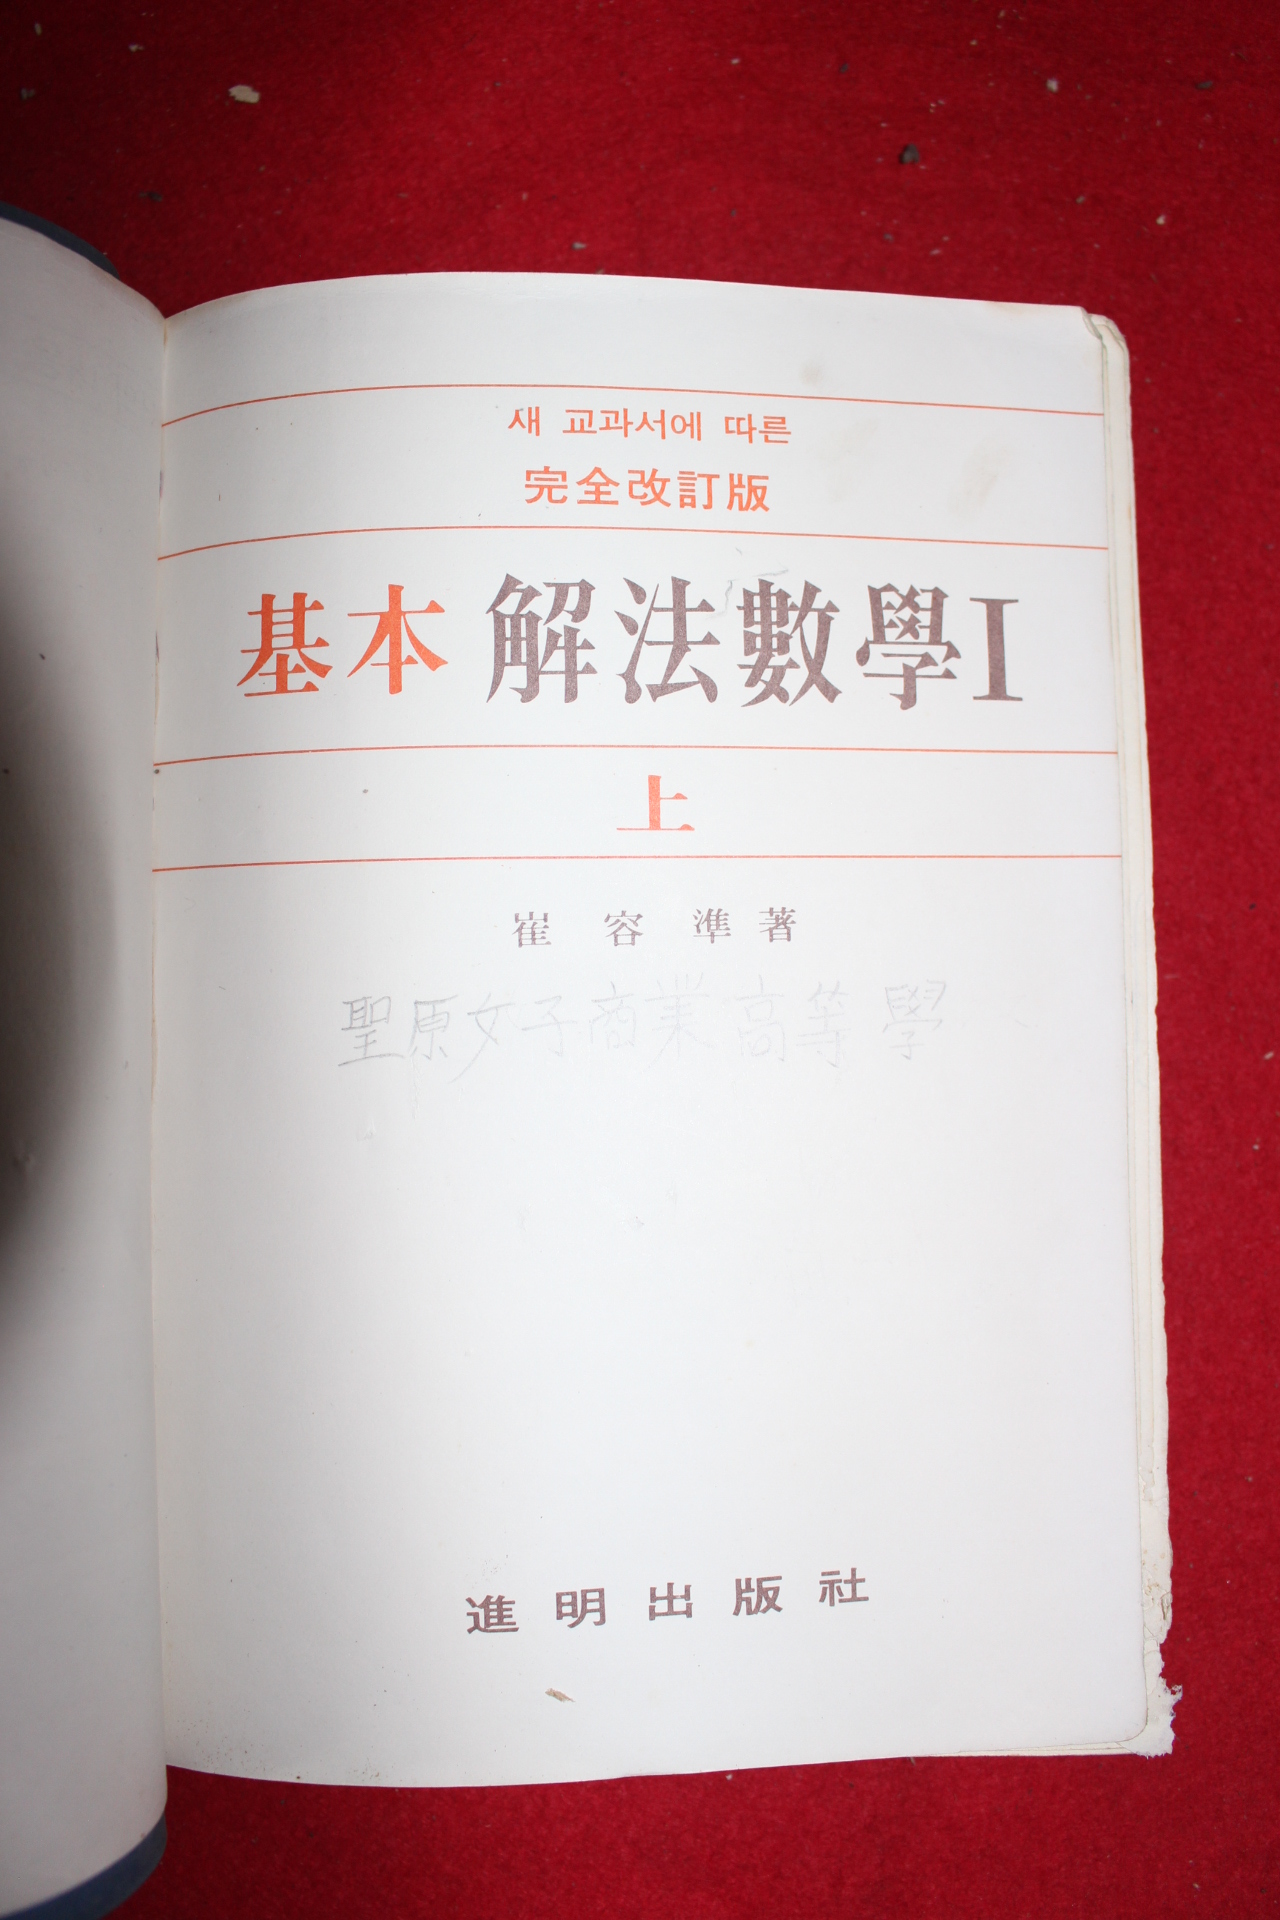 새 교과서에 따른
完全改訂版
基本 解法數學Ⅰ
上
崔 容 準 著
聖原女子商業高等學
進明出版社